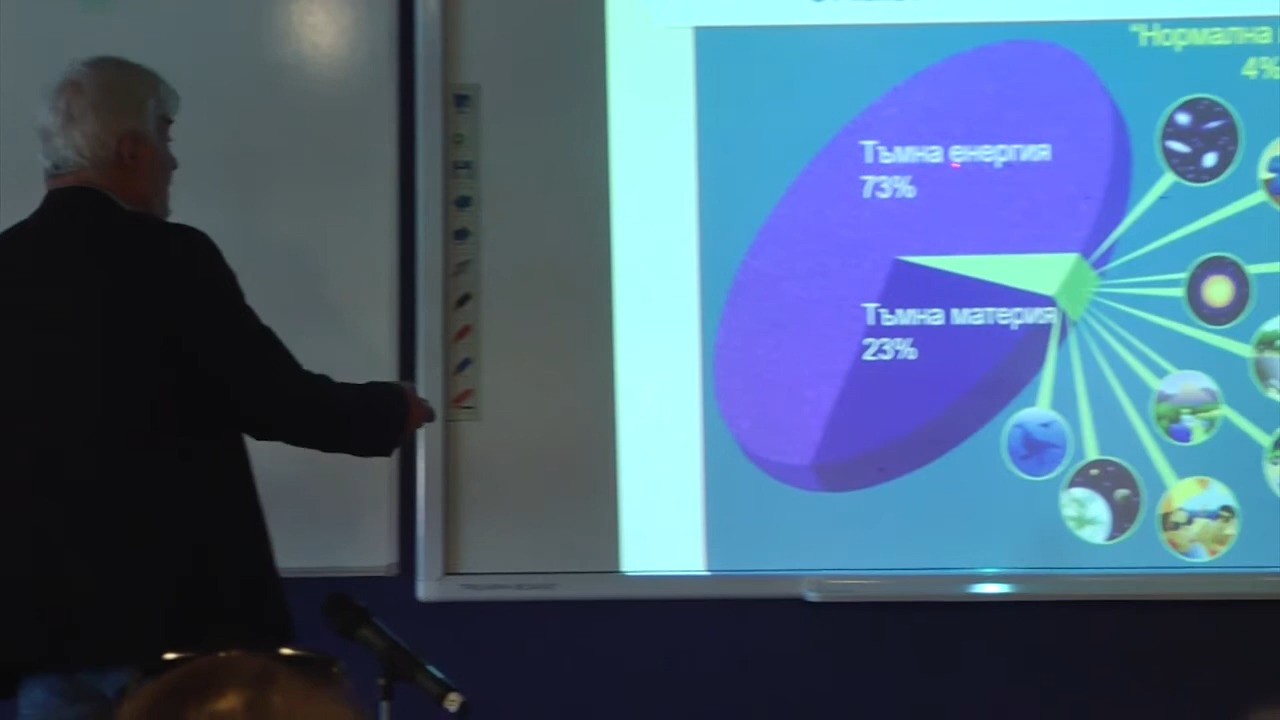 "Нормална
4%
Тъмна енергия
73%
Тъмна материя
23%